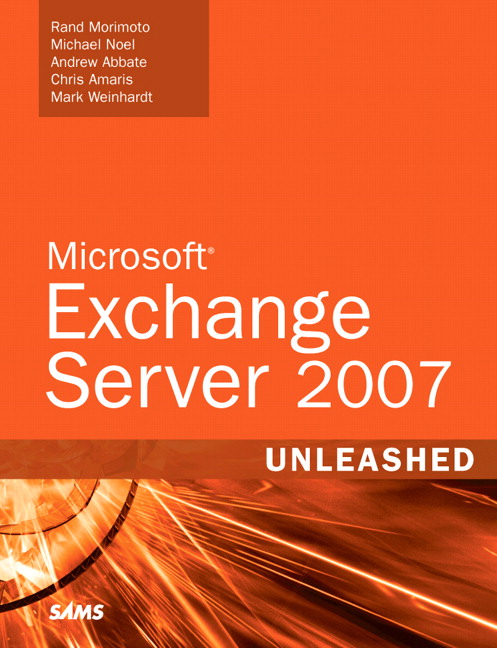 Rand Morimoto
Michael Noel
Andrew Abbate
Chris Amaris
Mark Weinhardt
Microsoft®
Exchange
Server 2007
UNLEASHED
SAMS